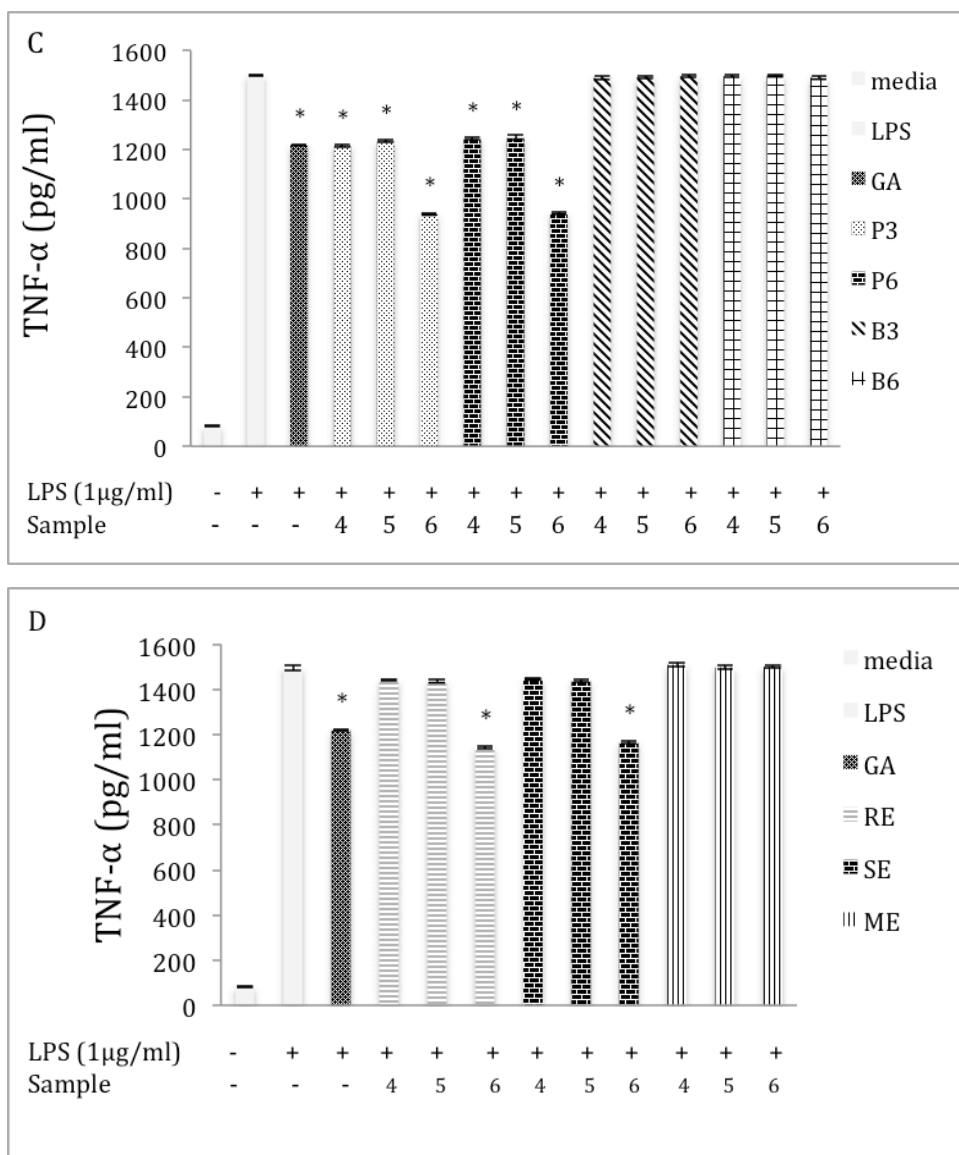 C
TNF-α (pg/ml)
1600
1400
1200
1000
800
600
400
200
0
* * * * * * *
media
LPS
GA
P3
P6
B3
B6
LPS (1µg/ml) - + + + + + + + + + + + + + +
Sample - - - 4 5 6 4 5 6 4 5 6 4 5 6
D
TNF-α (pg/ml)
1600
1400
1200
1000
800
600
400
200
0
* * *
media
LPS
GA
RE
SE
ME
LPS (1µg/ml) - + + + + + + + + + + +
Sample - - - 4 5 6 4 5 6 4 5 6